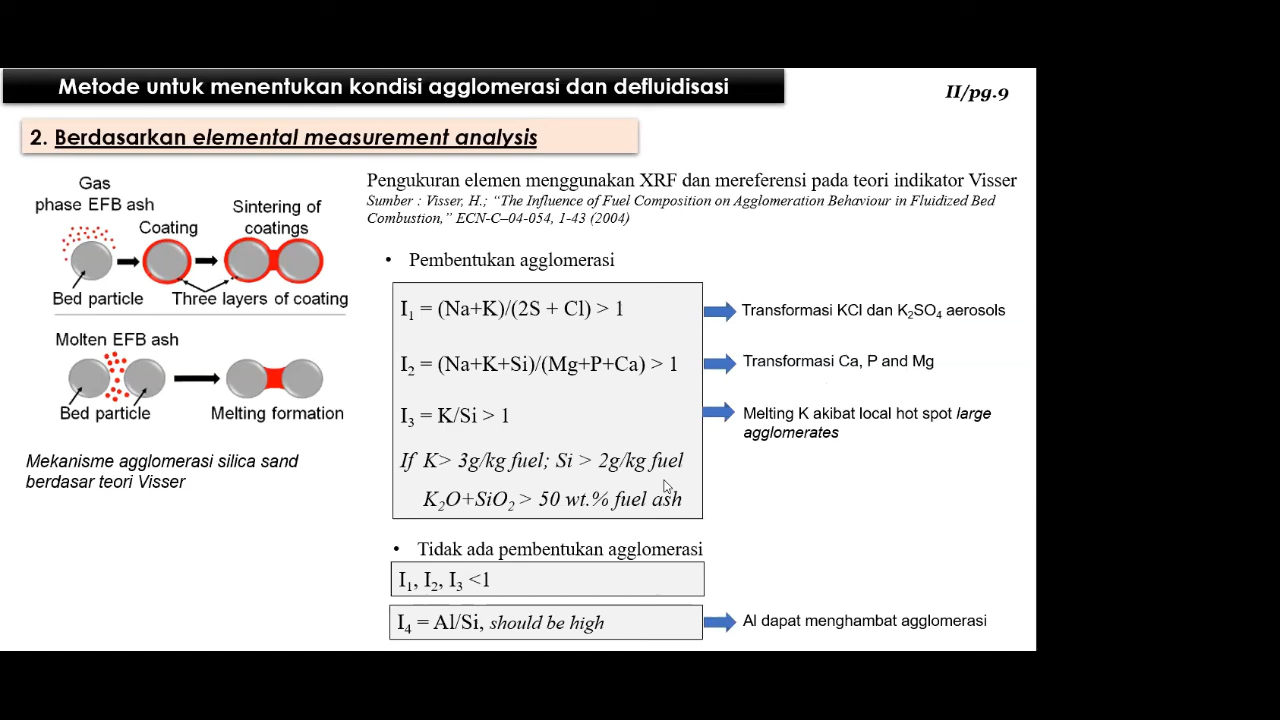 Metode untuk menentukan kondisi agglomerasi dan defluidisasi
II/pg.9
2. Berdasarkan elemental measurement analysis
Gas
phase EFB ash
Coating
Sintering of
coatings
Bed particle
Three layers of coating
Molten EFB ash
Bed particle
Melting formation
Mekanisme agglomerasi silica sand
berdasar teori Visser
Pengukuran elemen menggunakan XRF dan mereferensi pada teori indikator Visser
Sumber : Visser, H.; “The Influence of Fuel Composition on Agglomeration Behaviour in Fluidized Bed
Combustion,” ECN-C–04-054, 1-43 (2004)
• Pembentukan agglomerasi
I₁ = (Na+K)/(2S + Cl) > 1
Transformasi KCl dan K₂SO₄ aerosols
I₂ = (Na+K+Si)/(Mg+P+Ca) > 1
Transformasi Ca, P and Mg
I₃ = K/Si > 1
Melting K akibat local hot spot large
agglomerates
If K> 3g/kg fuel; Si > 2g/kg fuel
K₂O+SiO₂ > 50 wt.% fuel ash
• Tidak ada pembentukan agglomerasi
I₁, I₂, I₃ <1
I₄ = Al/Si, should be high
Al dapat menghambat agglomerasi